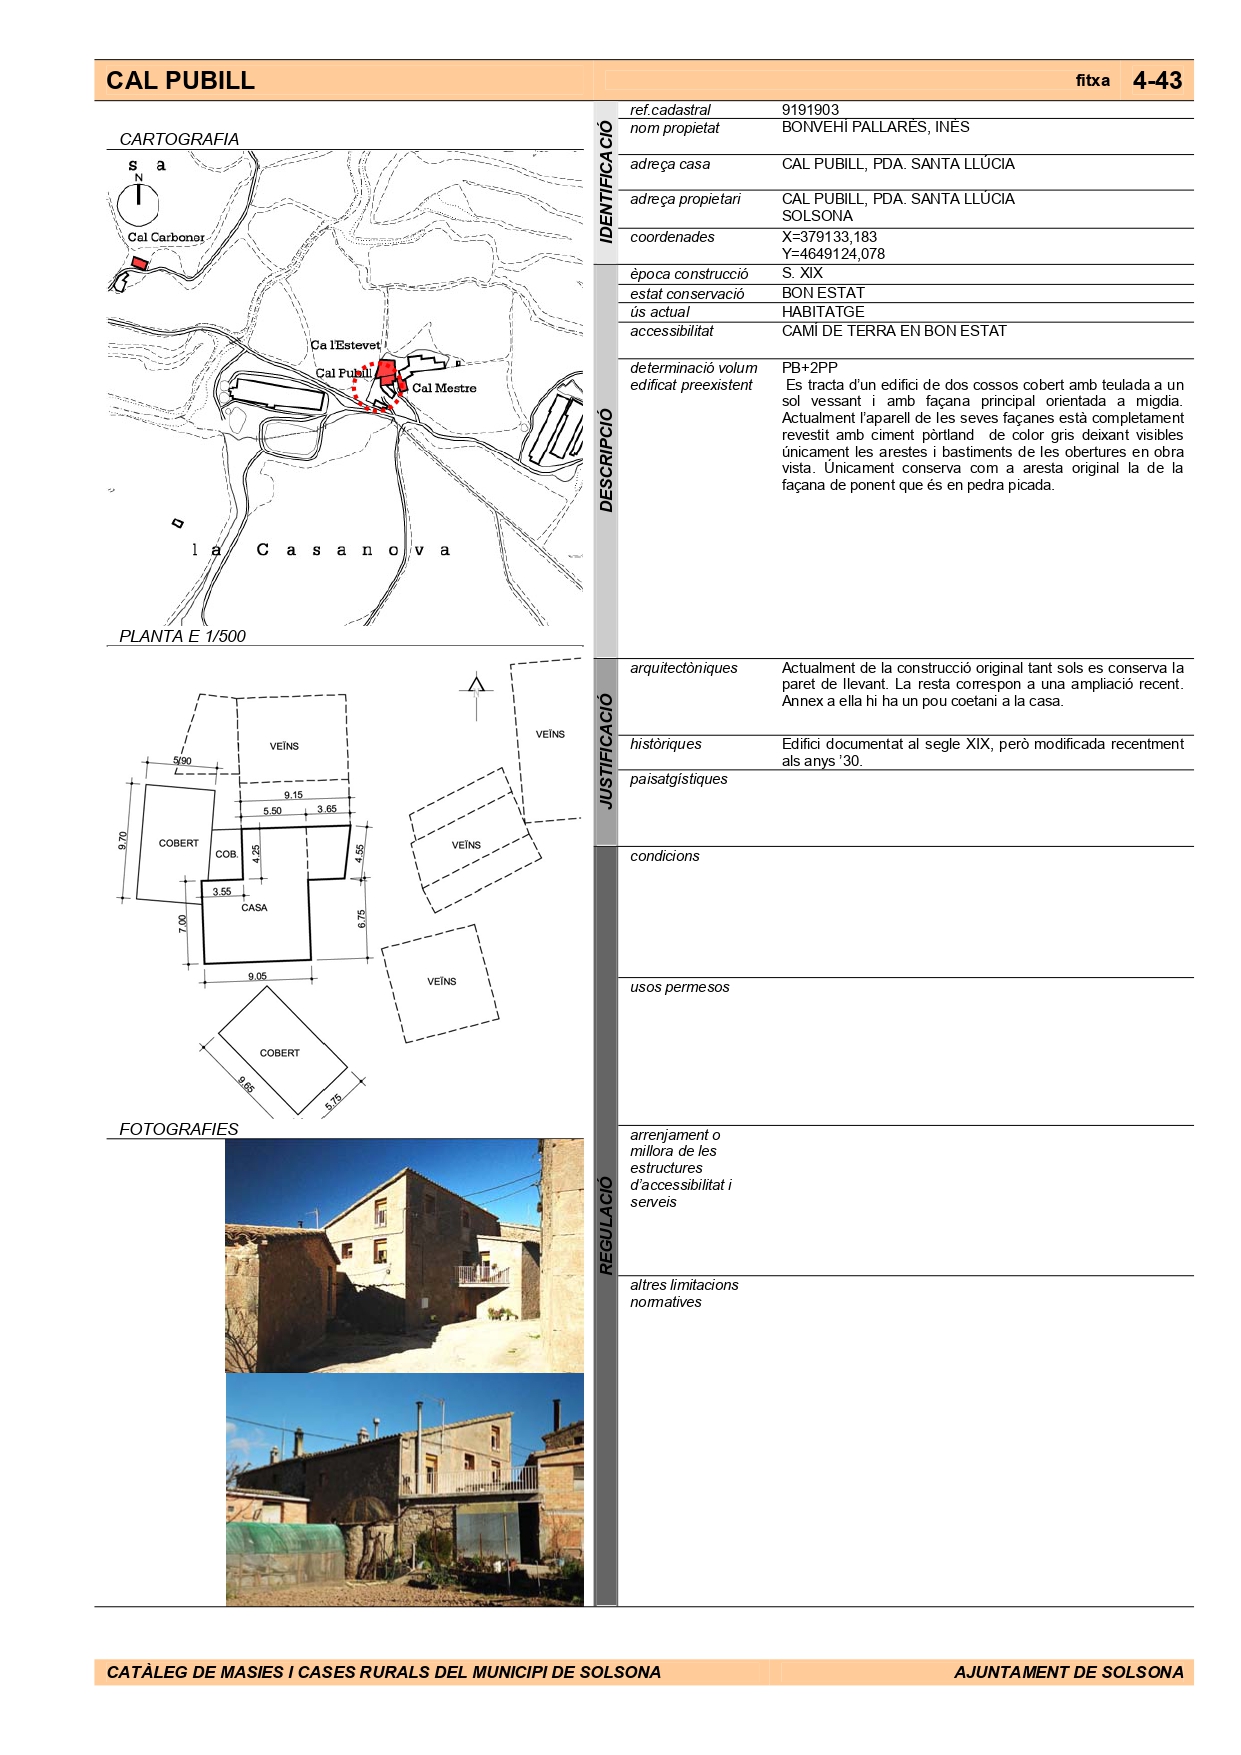 CAL PUBILL
fitxa 4-43
CARTOGRAFIA
s a
N
Cal Carboner
Ca l'Estevet
Cal Pubill
Cal Mestre
la Casanova
PLANTA E 1/500
VEÏNS
VEÏNS
5/90
9.15
5.50 3.65
9.70
COBERT
COB.
4.25
4.55
VEÏNS
3.55
CASA
7.00
6.75
9.05
VEÏNS
COBERT
9.65
5.75
FOTOGRAFIES
IDENTIFICACIÓ
ref.cadastral 9191903
nom propietat BONVEHÍ PALLARÈS, INÈS
adreça casa CAL PUBILL, PDA. SANTA LLÚCIA
adreça propietari CAL PUBILL, PDA. SANTA LLÚCIA
SOLSONA
coordenades X=379133,183
Y=4649124,078
DESCRIPCIÓ
època construcció S. XIX
estat conservació BON ESTAT
ús actual HABITATGE
accessibilitat CAMÍ DE TERRA EN BON ESTAT
determinació volum PB+2PP
edificat preexistent Es tracta d'un edifici de dos cossos cobert amb teulada a un
sol vessant i amb façana principal orientada a migdia.
Actualment l'aparell de les seves façanes està completament
revestit amb ciment pòrtland de color gris deixant visibles
únicament les arestes i bastiments de les obertures en obra
vista. Únicament conserva com a aresta original la de la
façana de ponent que és en pedra picada.
JUSTIFICACIÓ
arquitectòniques Actualment de la construcció original tant sols es conserva la
paret de llevant. La resta correspon a una ampliació recent.
Annex a ella hi ha un pou coetani a la casa.
històriques Edifici documentat al segle XIX, però modificada recentment
als anys '30.
paisatgístiques
REGULACIÓ
condicions
usos permesos
arrenjament o
millora de les
estructures
d'accessibilitat i
serveis
altres limitacions
normatives
CATÀLEG DE MASIES I CASES RURALS DEL MUNICIPI DE SOLSONA
AJUNTAMENT DE SOLSONA